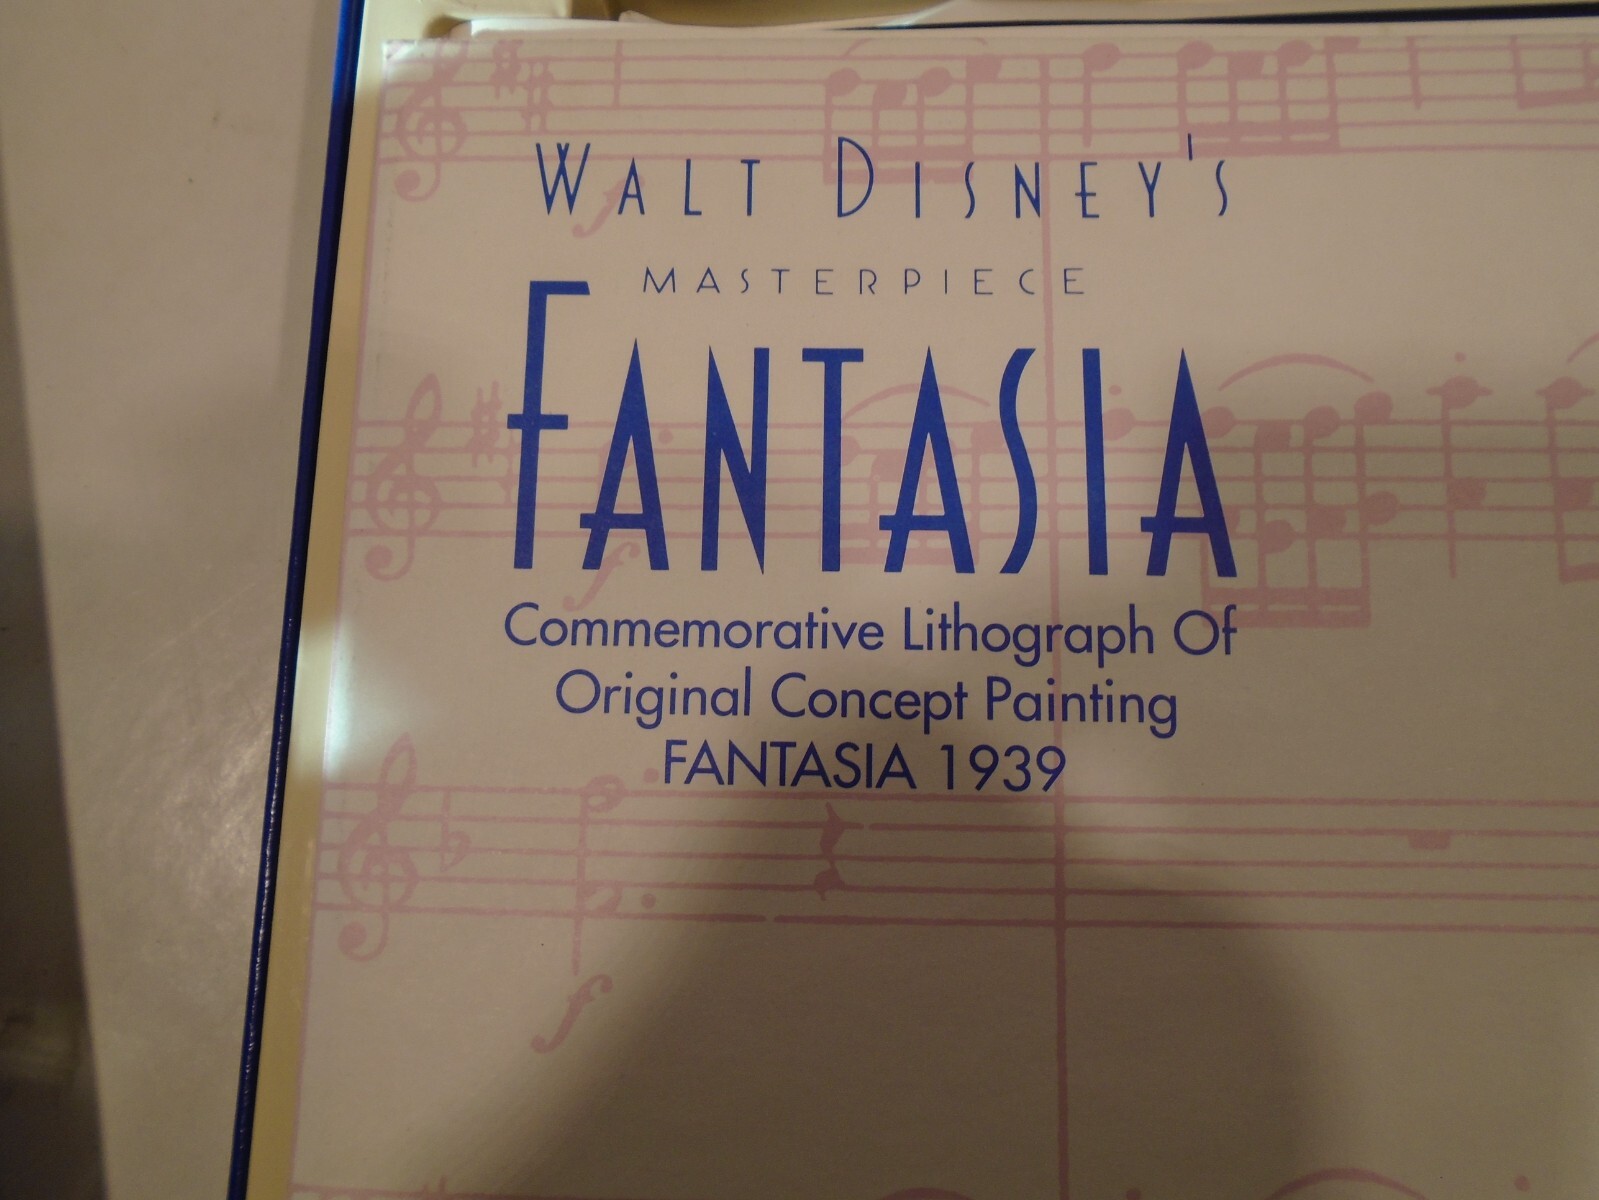 WALT DISNEY'S
MASTERPIECE
FANTASIA
Commemorative Lithograph Of
Original Concept Painting
FANTASIA 1939